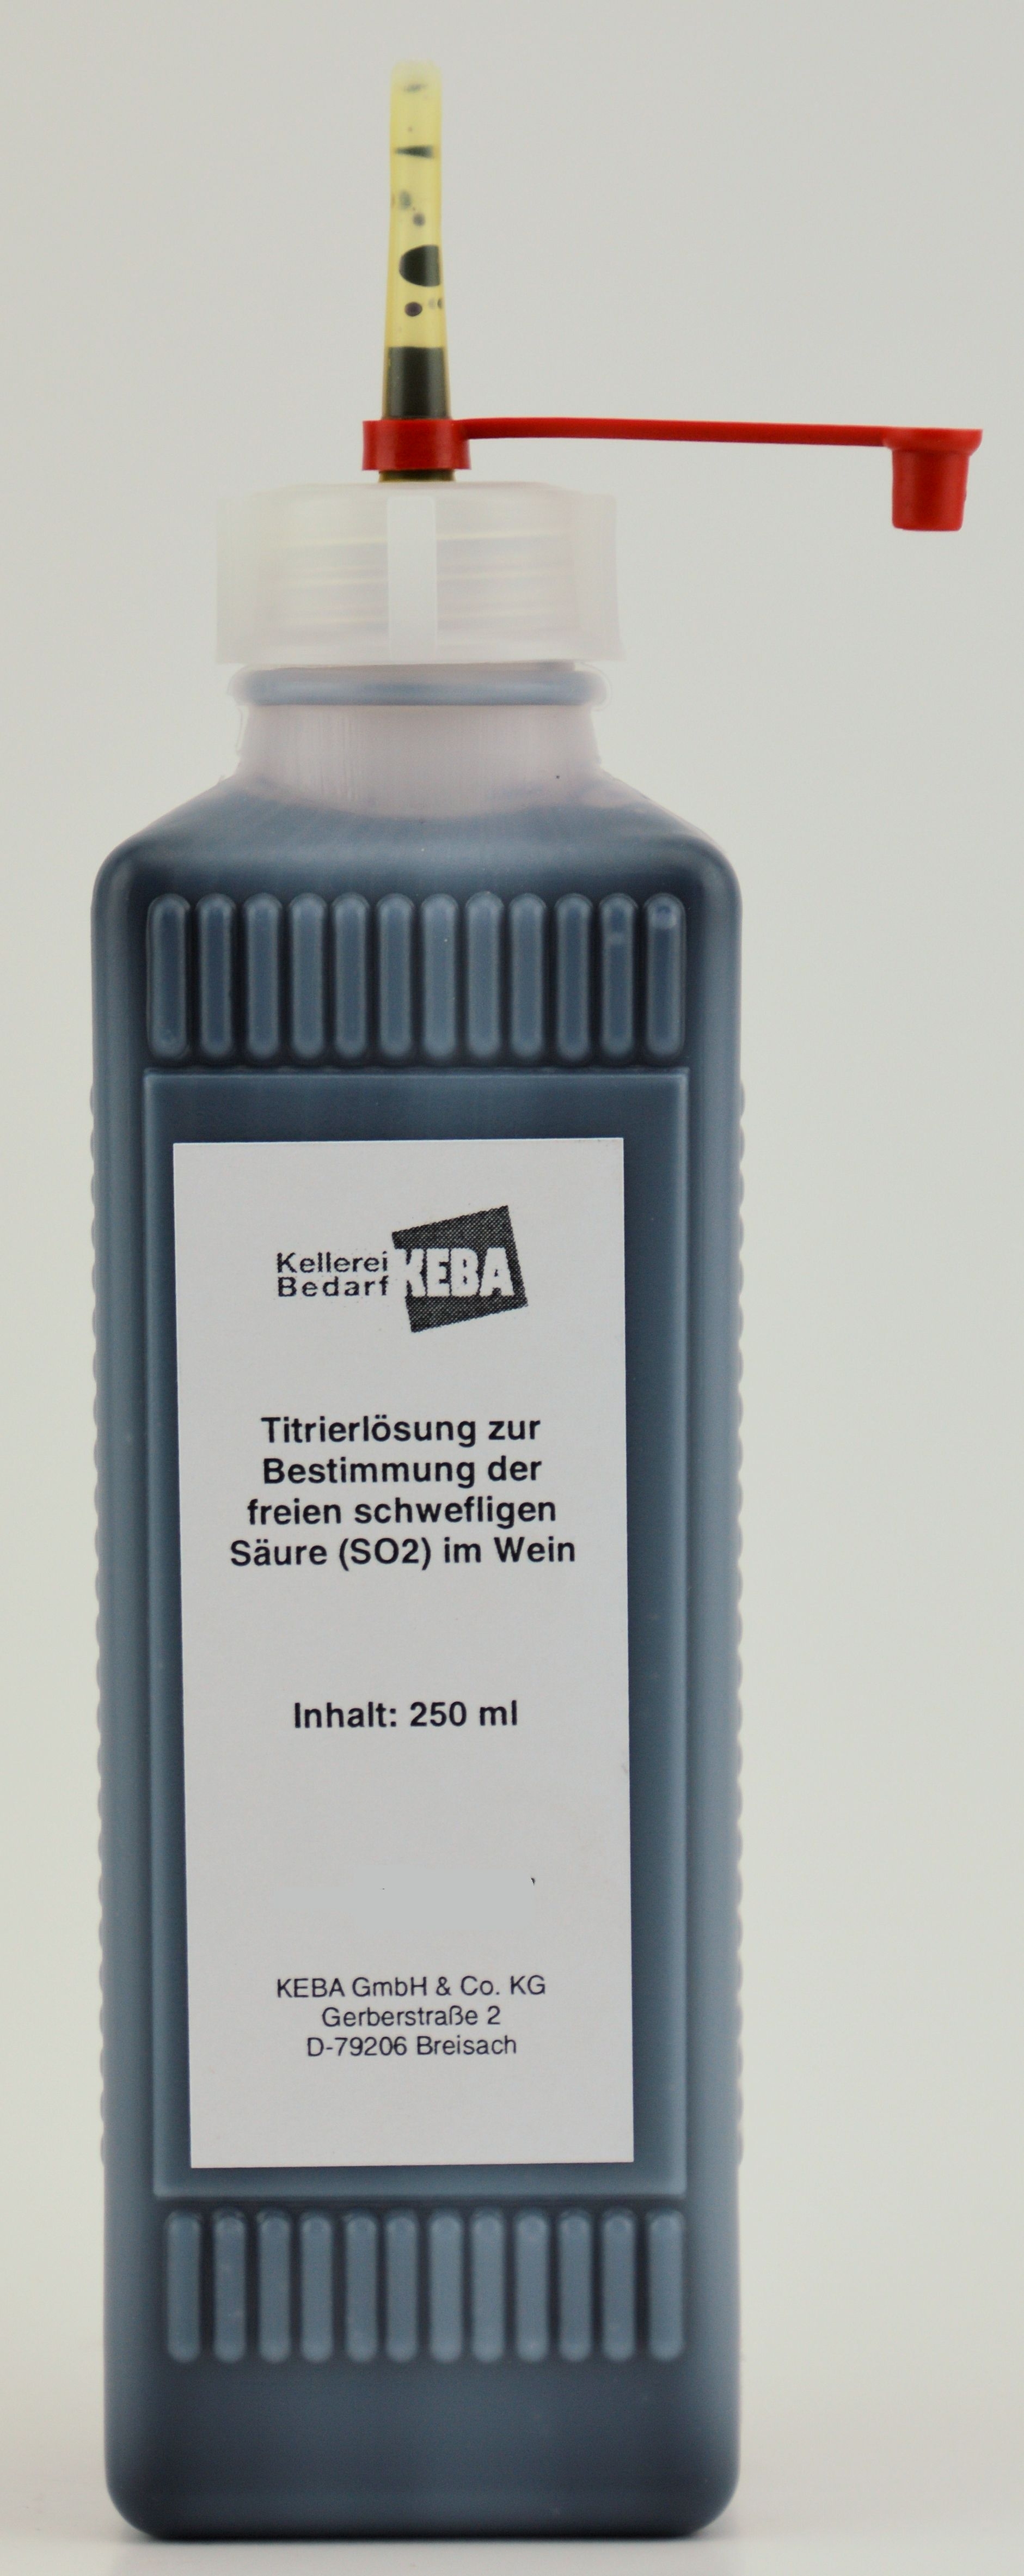 Kellerei
Bedarf KEBA
Titrierlösung zur
Bestimmung der
freien schwefligen
Säure (SO2) im Wein
Inhalt: 250 ml
KEBA GmbH & Co. KG
Gerberstraße 2
D-79206 Breisach